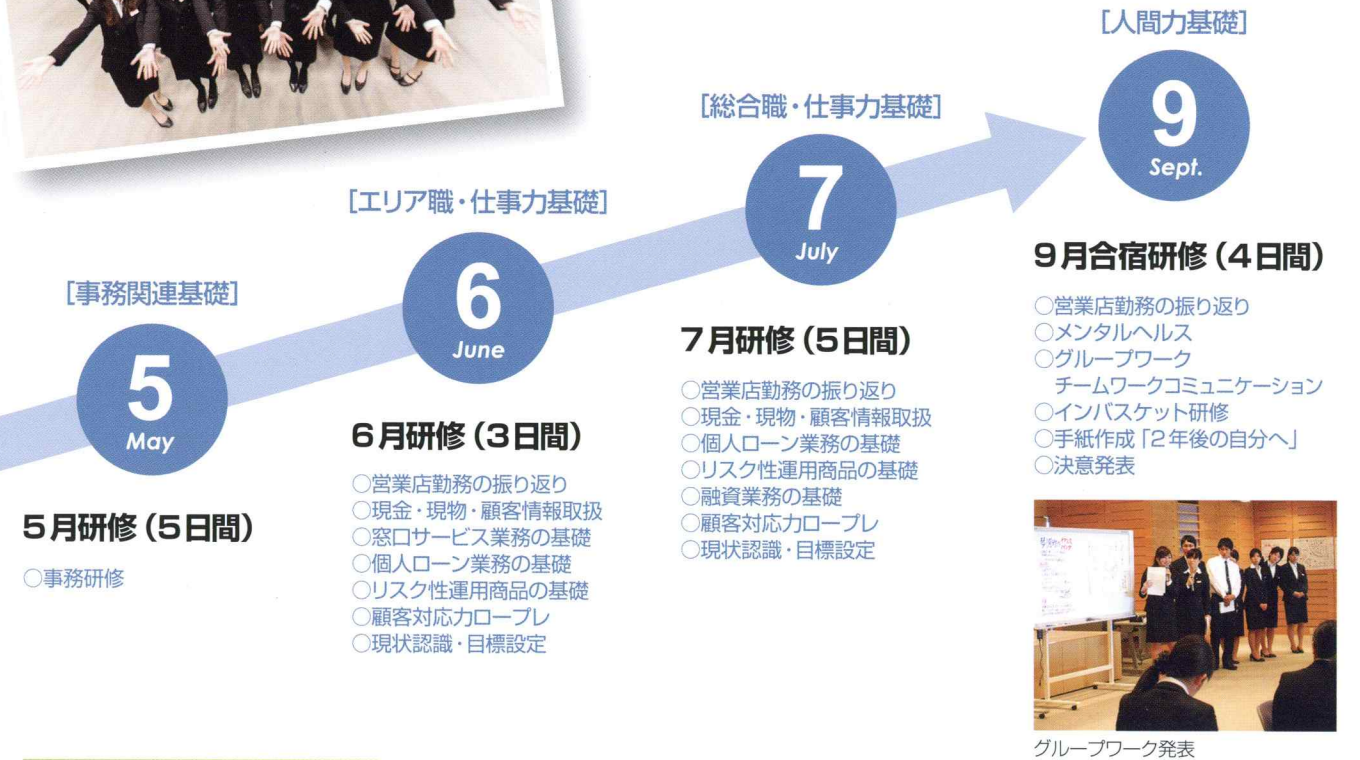 [事務関連基礎]
5
May
5月研修(5日間)
○事務研修
[エリア職・仕事力基礎]
6
June
6月研修(3日間)
○営業店勤務の振り返り
○現金・現物・顧客情報取扱
○窓口サービス業務の基礎
○個人ローン業務の基礎
○リスク性運用商品の基礎
○顧客対応力ロープレ
○現状認識・目標設定
[総合職・仕事力基礎]
7
July
7月研修(5日間)
○営業店勤務の振り返り
○現金・現物・顧客情報取扱
○個人ローン業務の基礎
○リスク性運用商品の基礎
○融資業務の基礎
○顧客対応力ロープレ
○現状認識・目標設定
[人間力基礎]
9
Sept.
9月合宿研修(4日間)
○営業店勤務の振り返り
○メンタルヘルス
○グループワーク
チームワークコミュニケーション
○インバスケット研修
○手紙作成「2年後の自分へ」
○決意発表
グループワーク発表